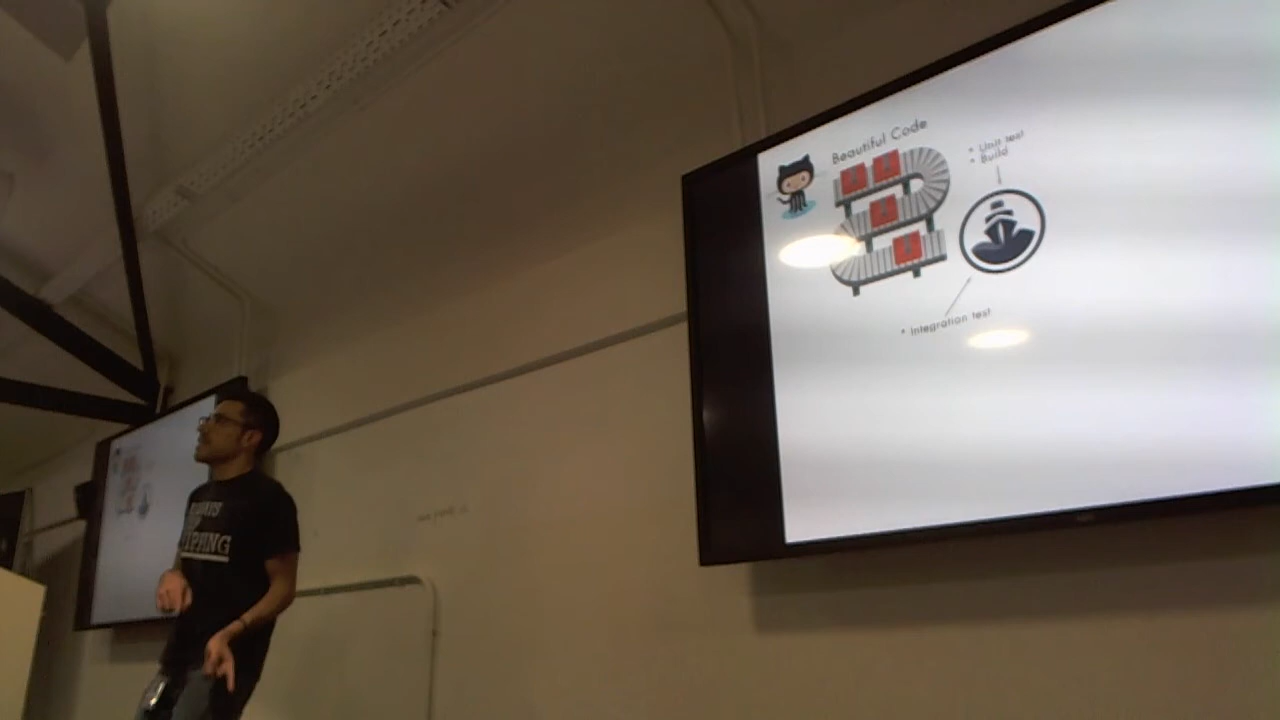 Beautiful Code
• Unit test
• Build
• Integration test